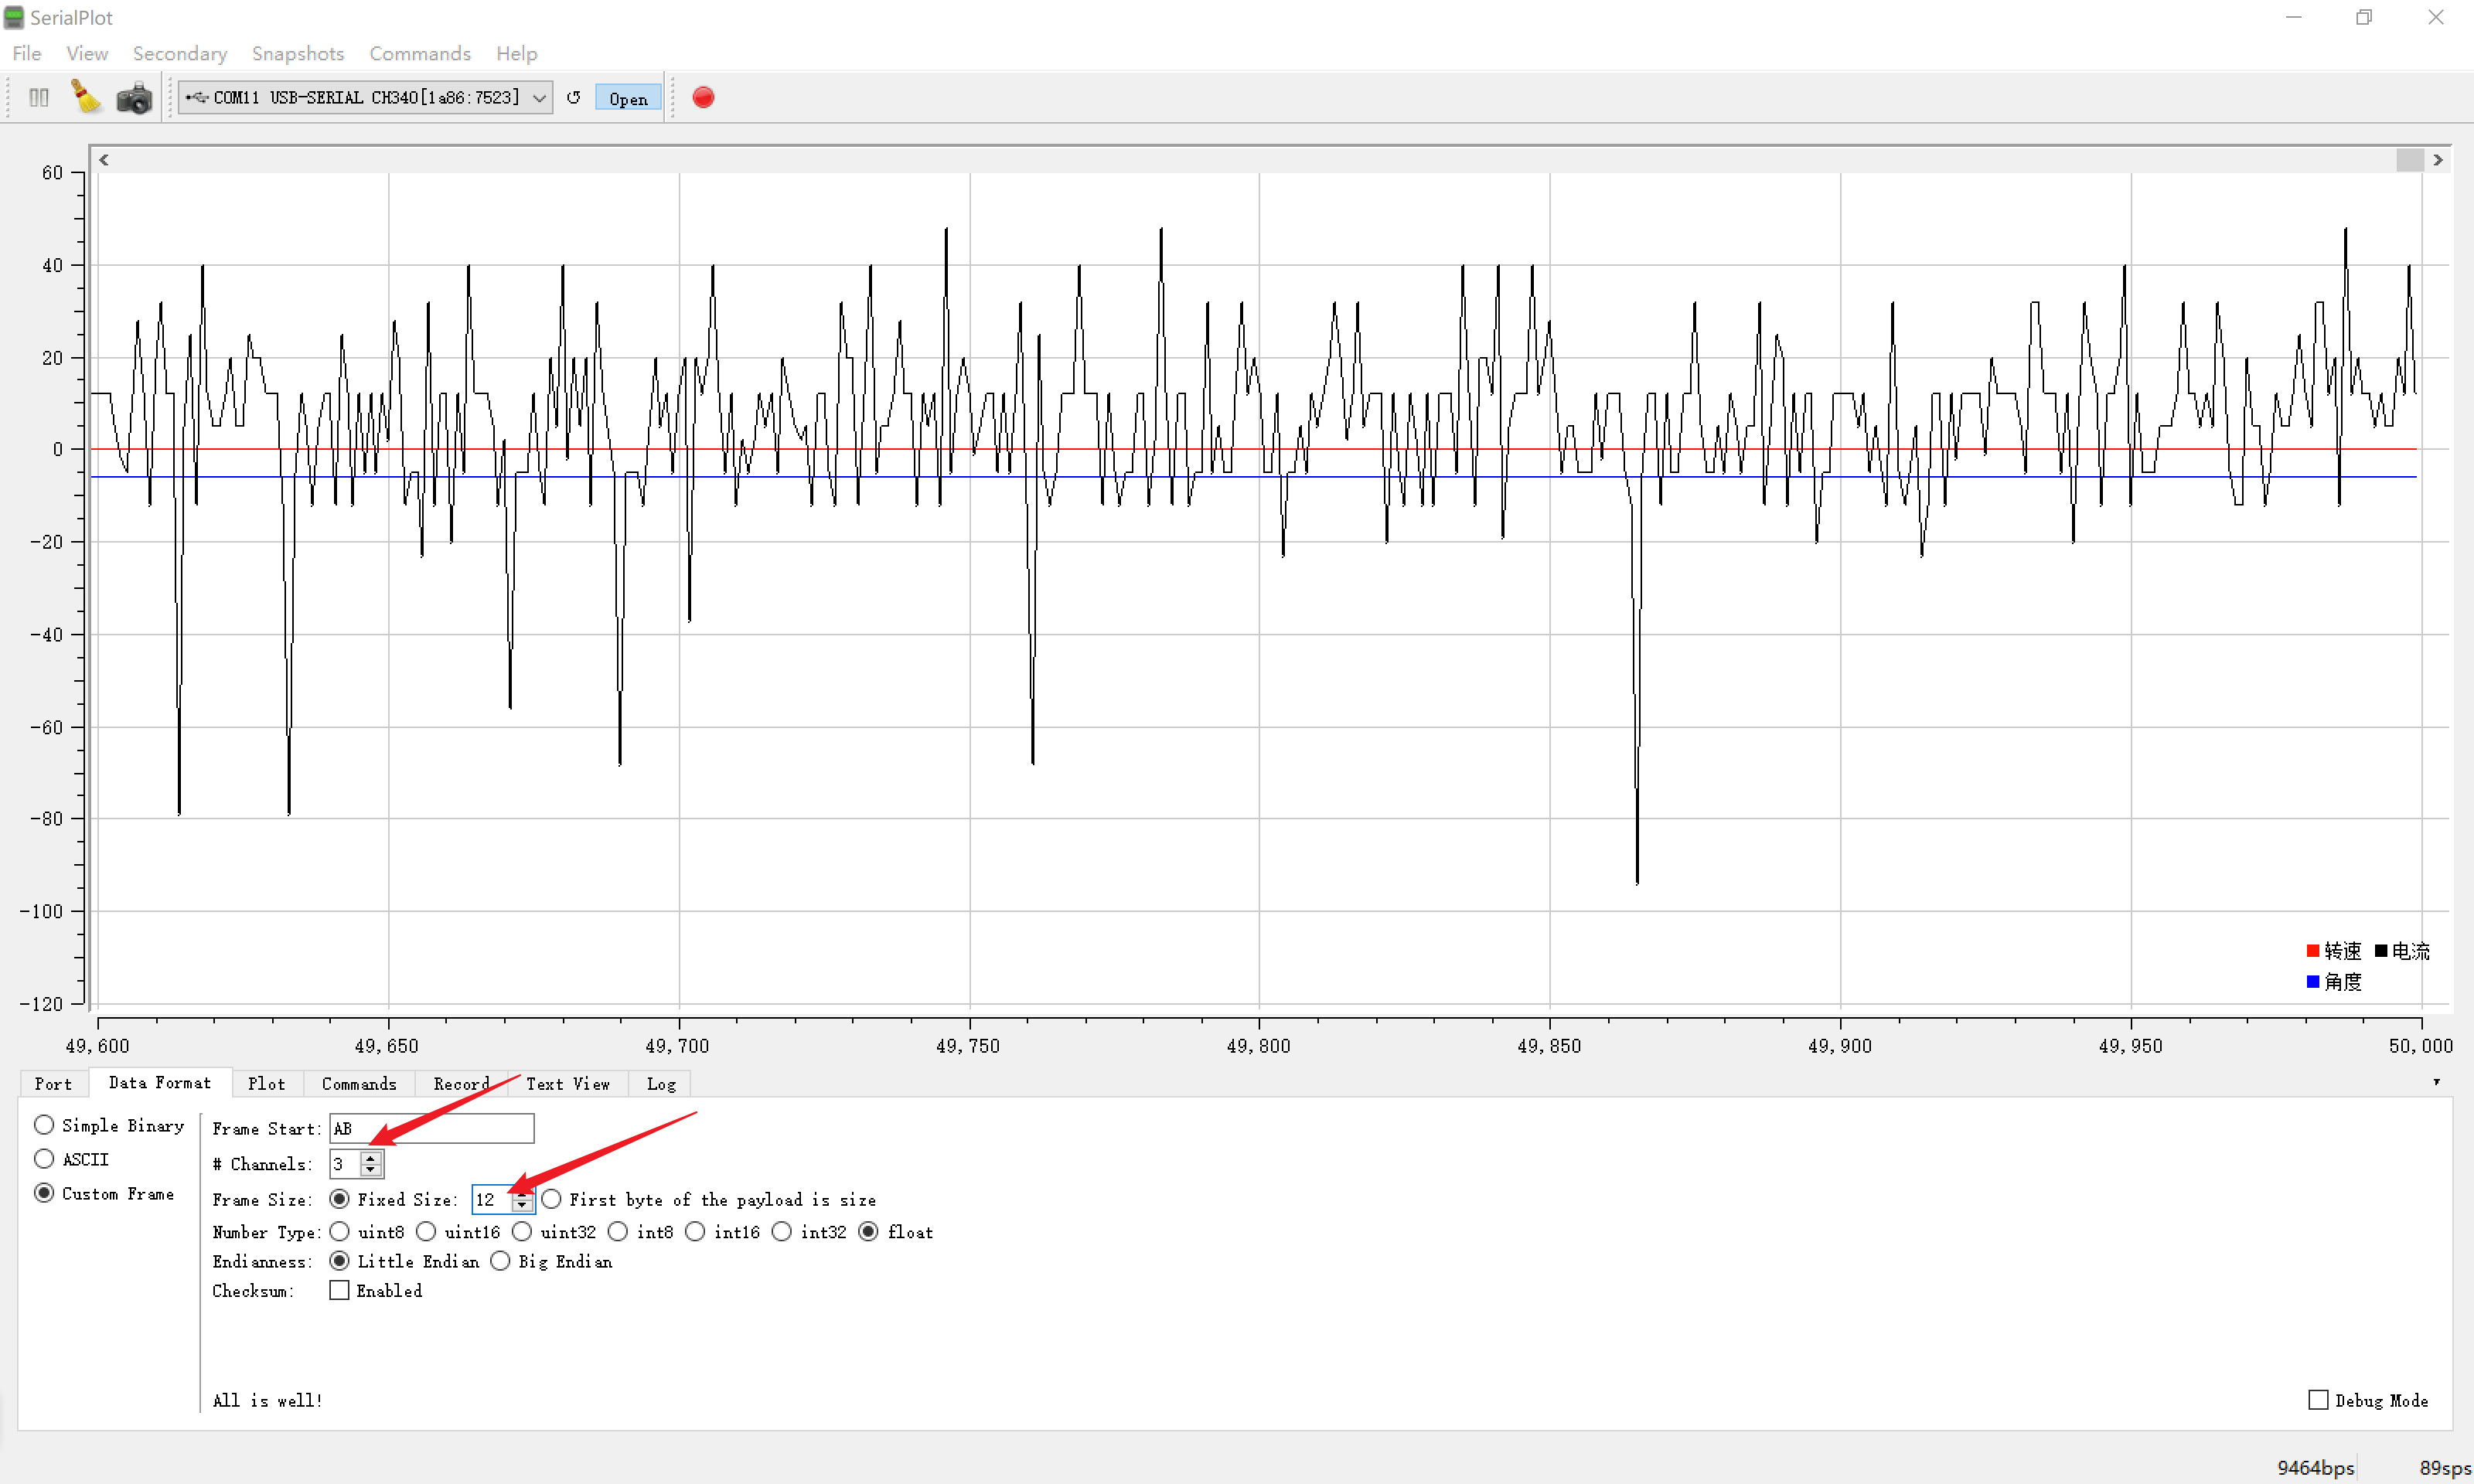 SerialPlot
File View Secondary Snapshots Commands Help
COM11 USB-SERIAL CH340[1a86:7523] Open
60
40
20
0
-20
-40
-60
-80
-100
-120
转速 电流
角度
49,600 49,650 49,700 49,750 49,800 49,850 49,900 49,950 50,000
Port Data Format Plot Commands Record Text View Log
Simple Binary
ASCII
Custom Frame
Frame Start: AB
# Channels: 3
Frame Size: Fixed Size: 12 First byte of the payload is size
Number Type: uint8 uint16 uint32 int8 int16 int32 float
Endianness: Little Endian Big Endian
Checksum: Enabled
All is well!
Debug Mode
9464bps 89sps